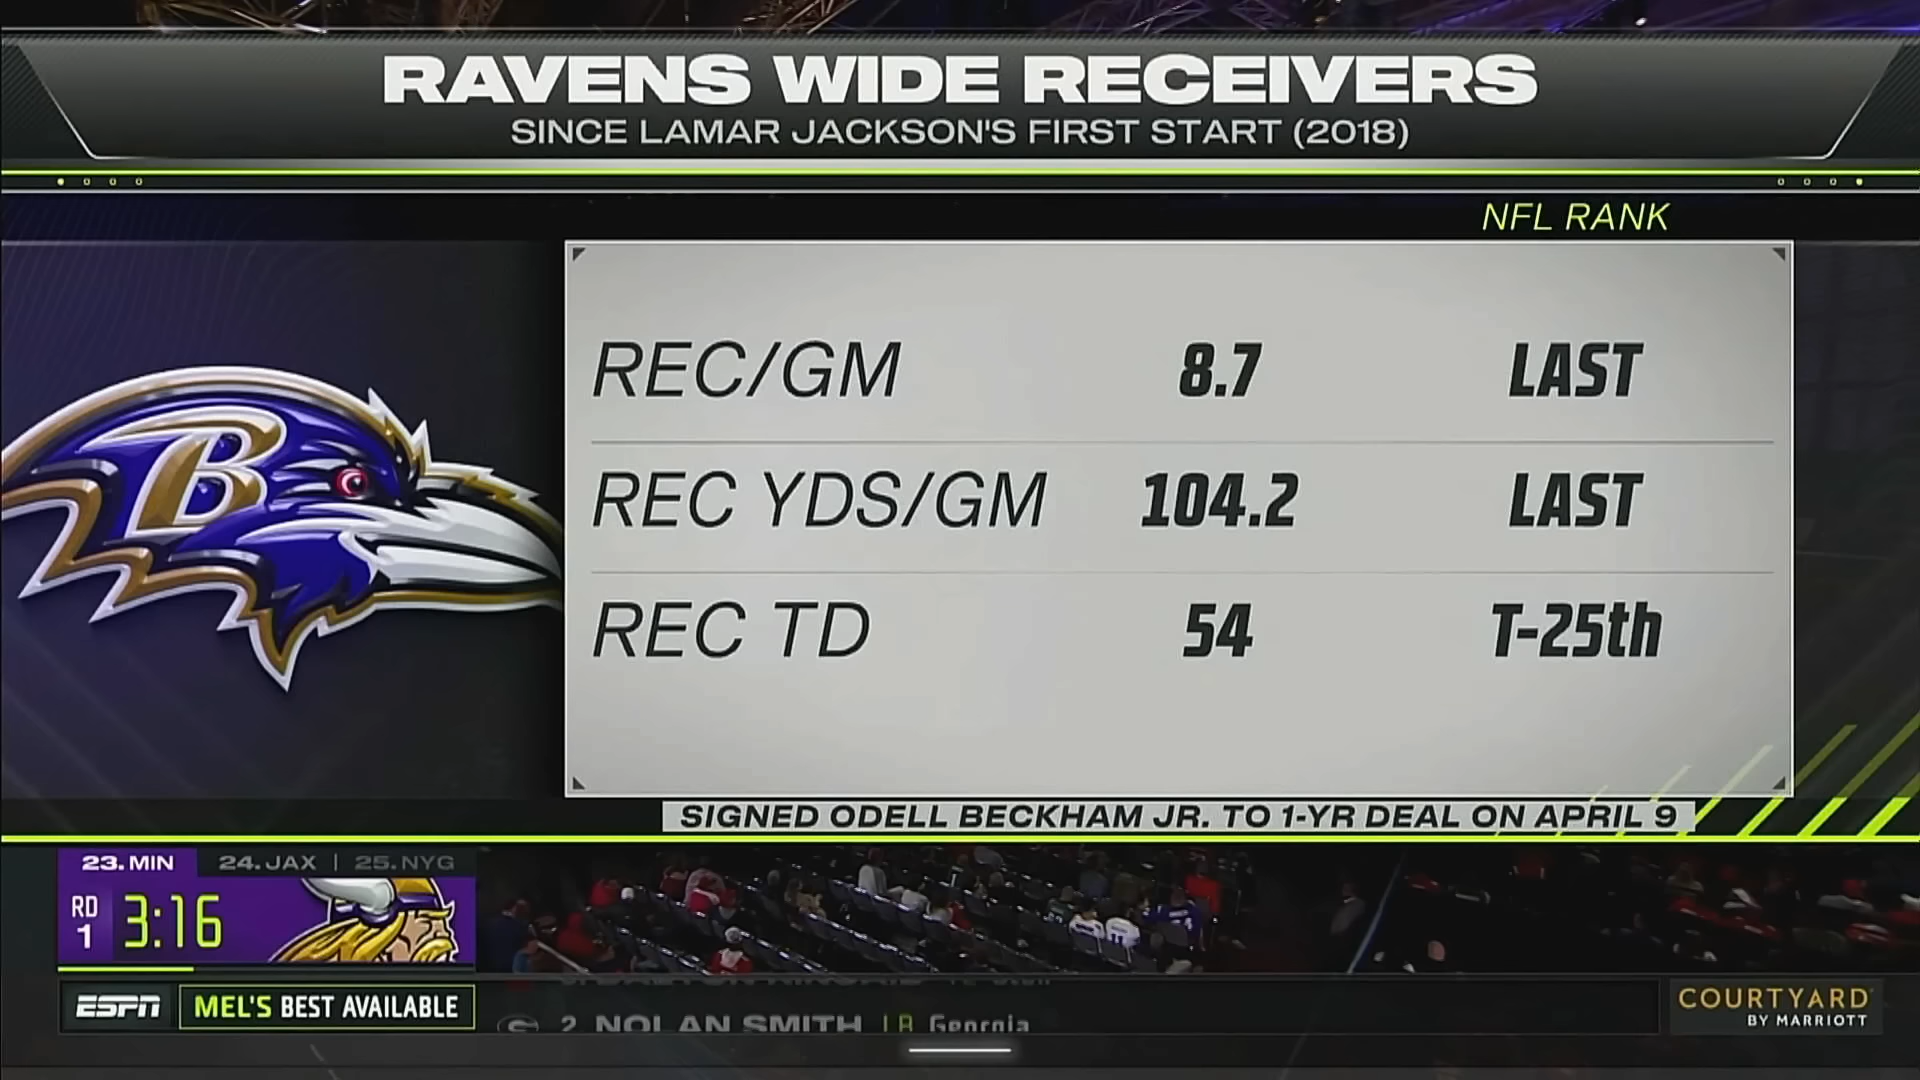 RAVENS WIDE RECEIVERS
SINCE LAMAR JACKSON'S FIRST START (2018)
NFL RANK
REC/GM 8.7 LAST
REC YDS/GM 104.2 LAST
REC TD 54 T-25th
SIGNED ODELL BECKHAM JR. TO 1-YR DEAL ON APRIL 9
23. MIN 24. JAX | 25. NYG
RD 1 3:16
B
ESPN MEL'S BEST AVAILABLE
2 NOLAN SMITH LB Georgia
COURTYARD
BY MARRIOTT